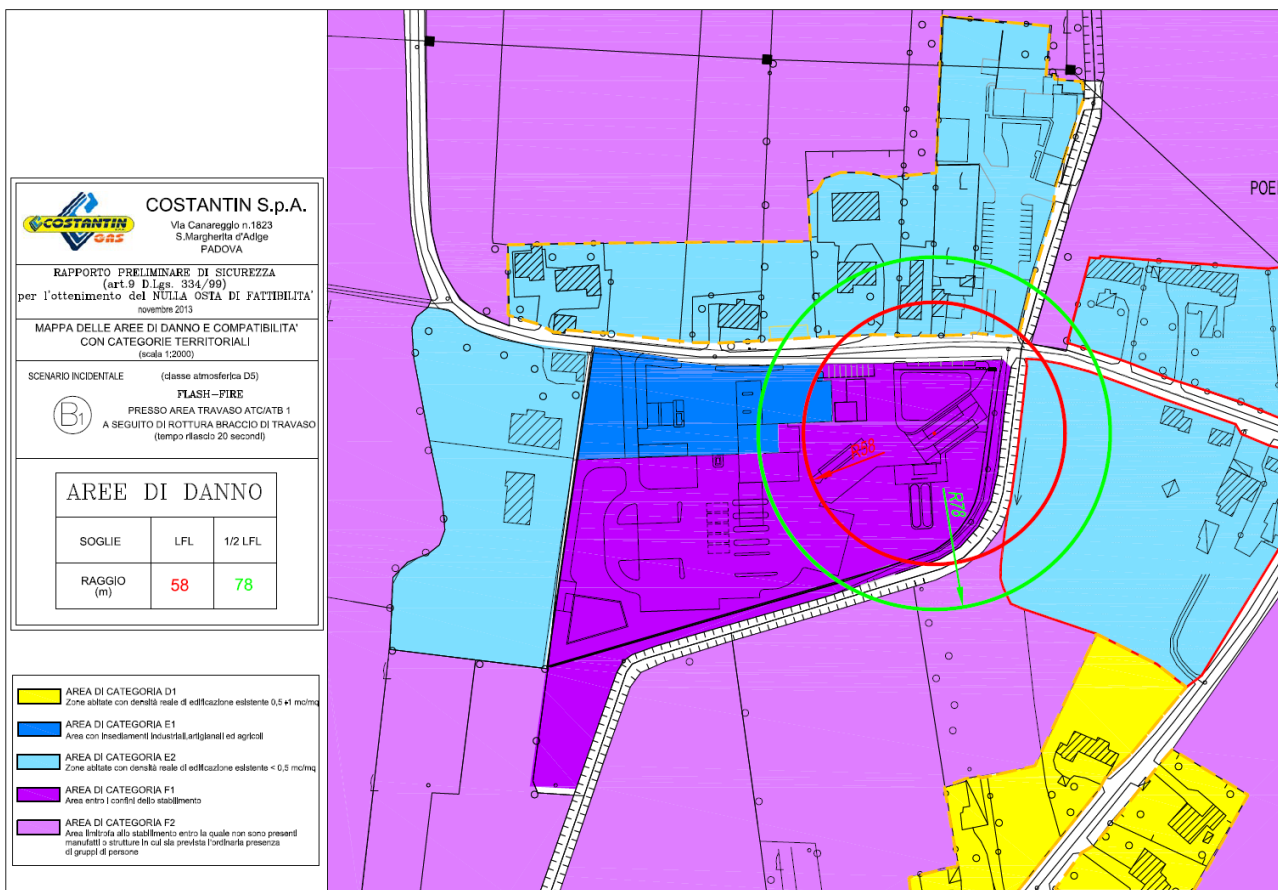 COSTANTIN
GAS
COSTANTIN S.p.A.
Via Canareggio n.1823
S.Margherita d'Adige
PADOVA
RAPPORTO PRELIMINARE DI SICUREZZA
(art.9 D.Lgs. 334/99)
per l'ottenimento del NULLA OSTA DI FATTIBILITA'
novembre 2013
MAPPA DELLE AREE DI DANNO E COMPATIBILITA'
CON CATEGORIE TERRITORIALI
(scala 1:2000)
SCENARIO INCIDENTALE (classe atmosferica D5)
FLASH-FIRE
B1 PRESSO AREA TRAVASO ATC/ATB 1
A SEGUITO DI ROTTURA BRACCIO DI TRAVASO
(tempo rilascio 20 secondi)
AREE DI DANNO
SOGLIE LFL 1/2 LFL
RAGGIO
(m) 58 78
AREA DI CATEGORIA D1
Zone abitate con densità reale di edificazione esistente 0,5 ÷1 mc/mq
AREA DI CATEGORIA E1
Area con insediamenti industriali,artigianali ed agricoli
AREA DI CATEGORIA E2
Zone abitate con densità reale di edificazione esistente < 0,5 mc/mq
AREA DI CATEGORIA F1
Area entro i confini dello stabilimento
AREA DI CATEGORIA F2
Area limitrofa allo stabilimento entro la quale non sono presenti
manufatti o strutture in cui sia prevista l'ordinaria presenza
di gruppi di persone
POE
R58
R78